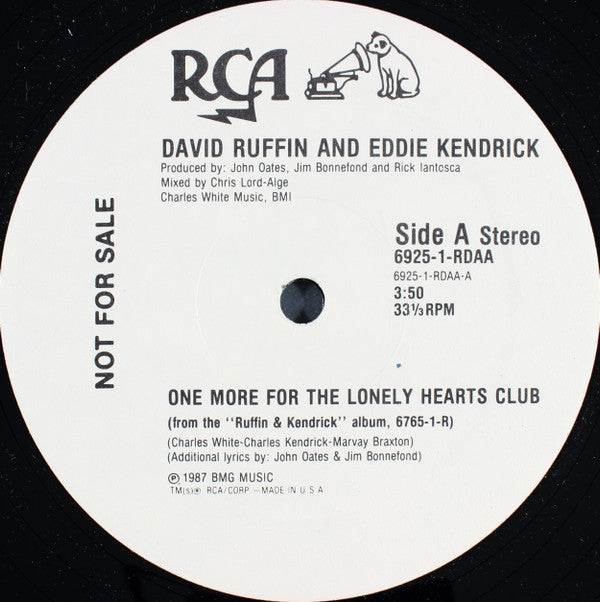 RCA
DAVID RUFFIN AND EDDIE KENDRICK
Produced by: John Oates, Jim Bonnefond and Rick Iantosca
Mixed by Chris Lord-Alge
Charles White Music, BMI
NOT FOR SALE
Side A Stereo
6925-1-RDAA
6925-1-RDAA-A
3:50
33⅓ RPM
ONE MORE FOR THE LONELY HEARTS CLUB
(from the "Ruffin & Kendrick" album, 6765-1-R)
(Charles White-Charles Kendrick-Marvay Braxton)
(Additional lyrics by: John Oates & Jim Bonnefond)
℗ 1987 BMG MUSIC
TM(S)® RCA/CORP —MADE IN U S A